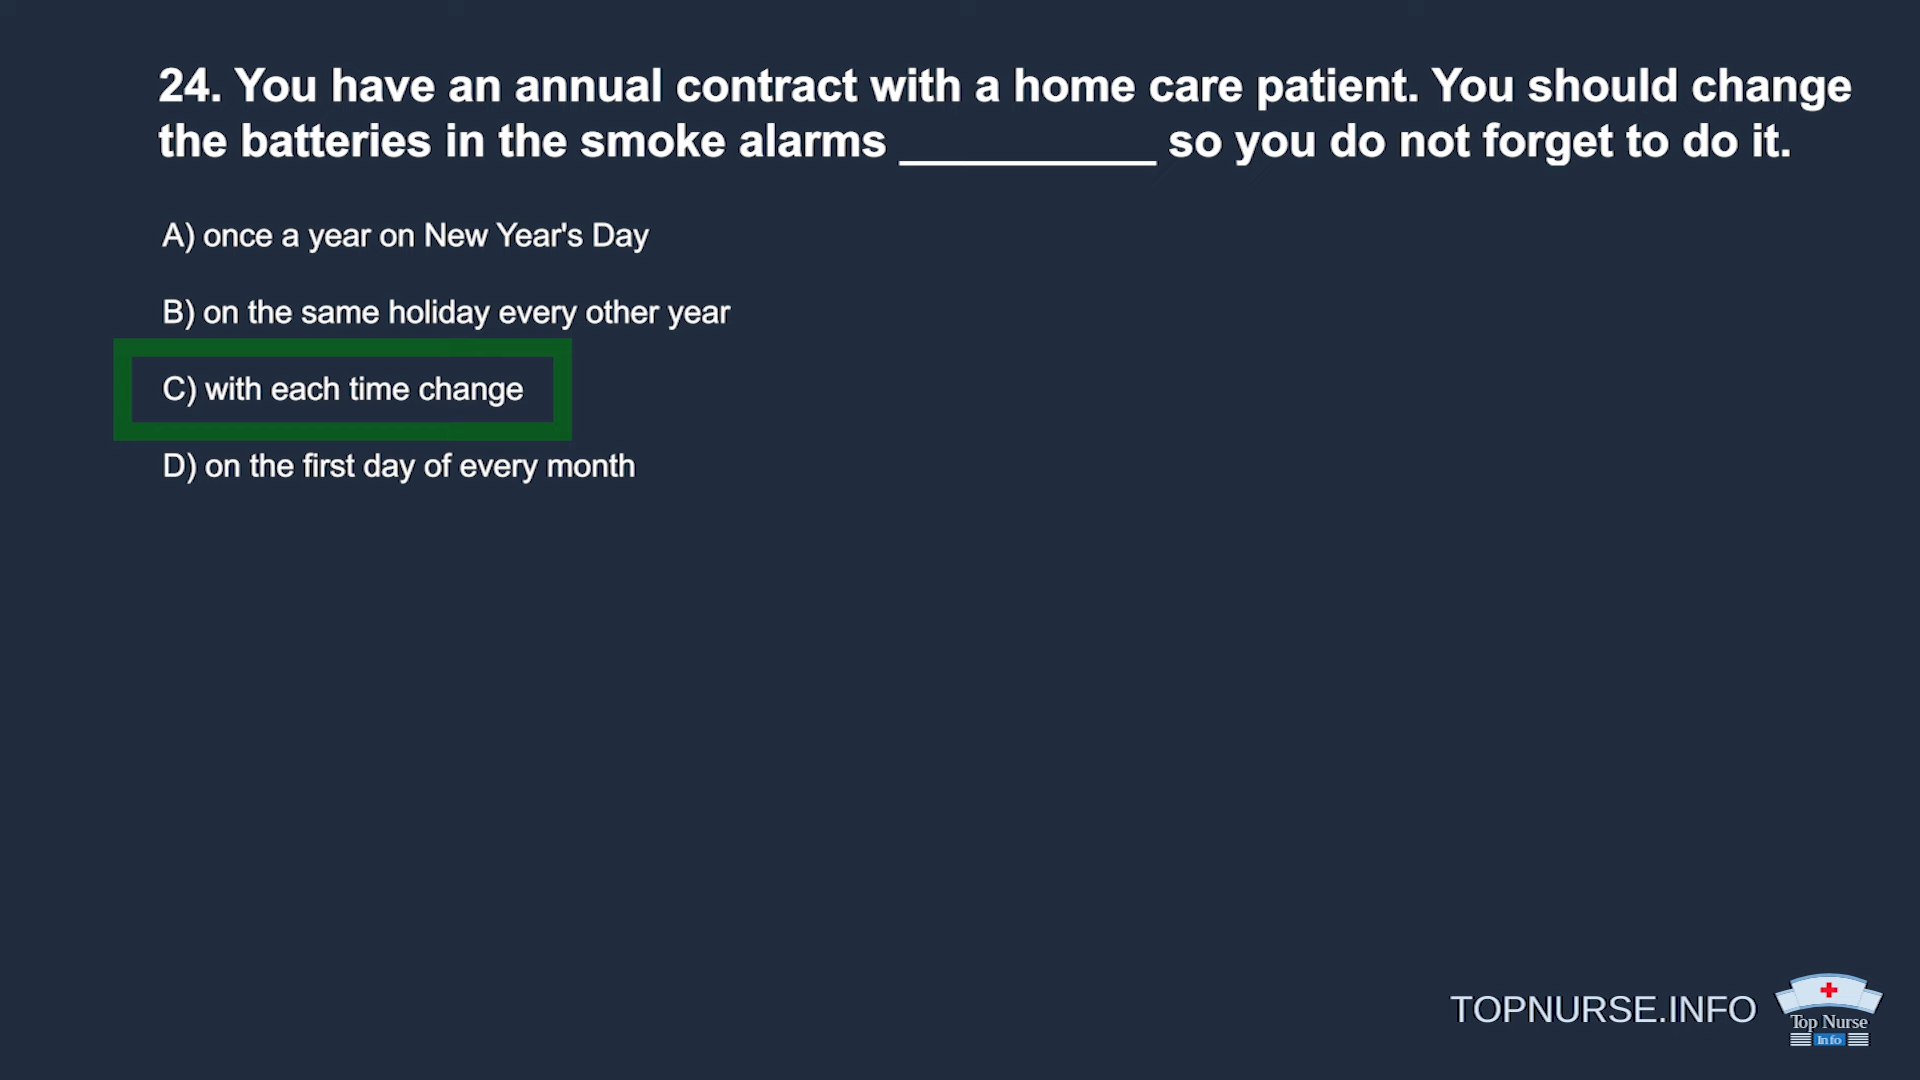 24. You have an annual contract with a home care patient. You should change
the batteries in the smoke alarms __________ so you do not forget to do it.
A) once a year on New Year's Day
B) on the same holiday every other year
C) with each time change
D) on the first day of every month
TOPNURSE.INFO
Top Nurse
Info